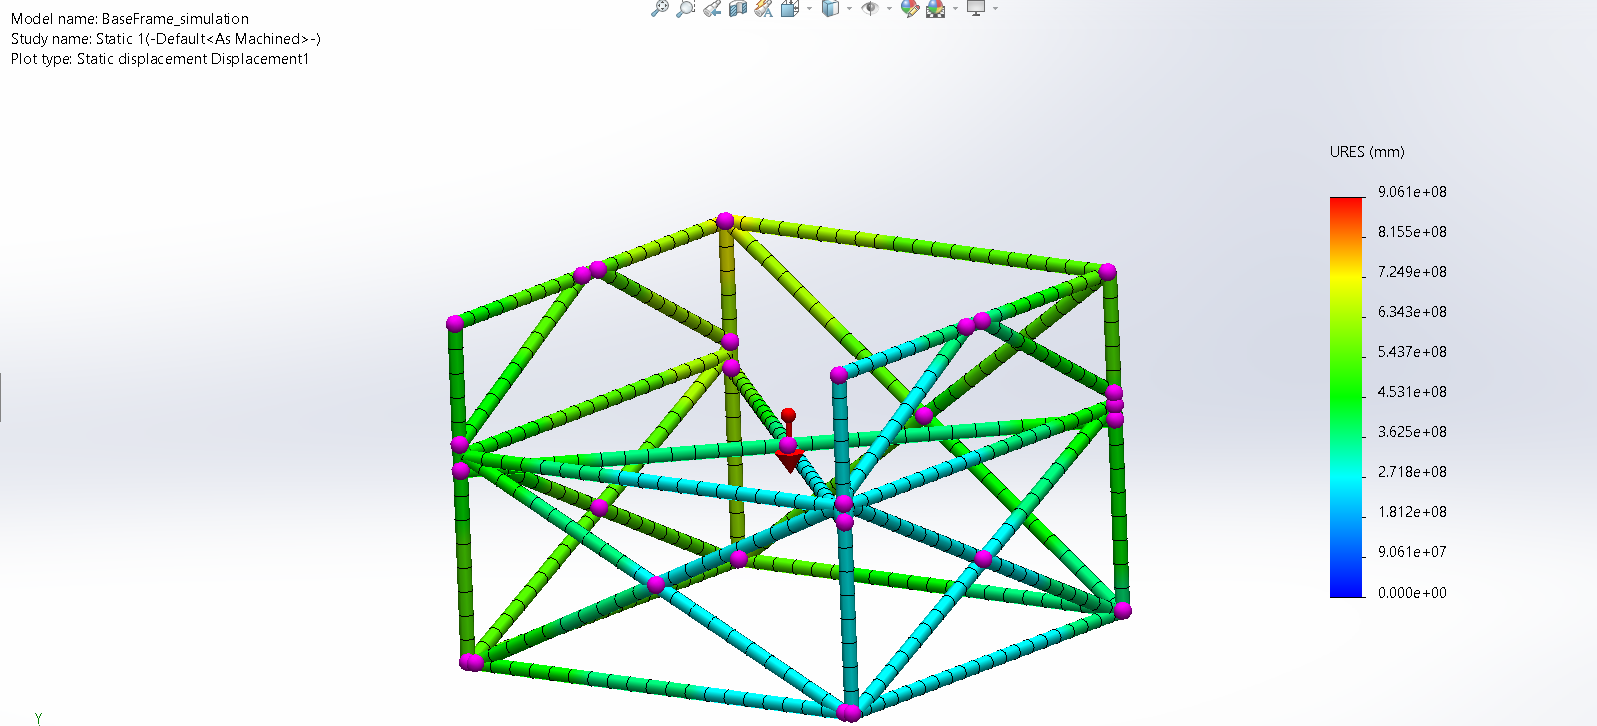 Model name: BaseFrame_simulation
Study name: Static 1(-Default<As Machined>-)
Plot type: Static displacement Displacement1
URES (mm)
9.061e+08
8.155e+08
7.249e+08
6.343e+08
5.437e+08
4.531e+08
3.625e+08
2.718e+08
1.812e+08
9.061e+07
0.000e+00
Y